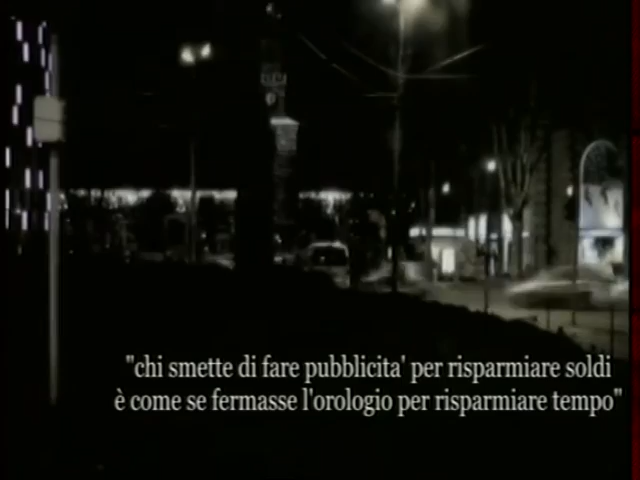 "chi smette di fare pubblicita' per risparmiare soldi
è come se fermasse l'orologio per risparmiare tempo"